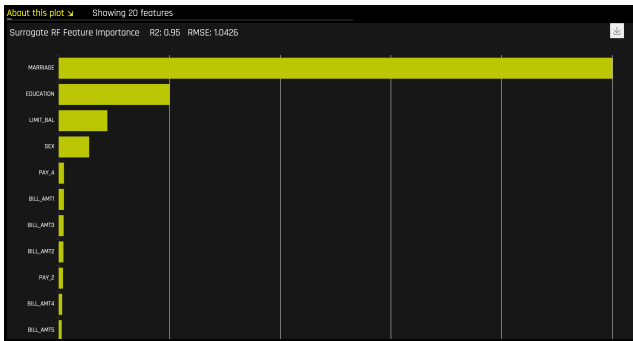 About this plot ⇲ Showing 20 features
Surrogate RF Feature Importance R2: 0.95 RMSE: 1.0426
MARRIAGE
EDUCATION
LIMIT_BAL
SEX
PAY_4
BILL_AMT1
BILL_AMT3
BILL_AMT2
PAY_2
BILL_AMT4
BILL_AMT5